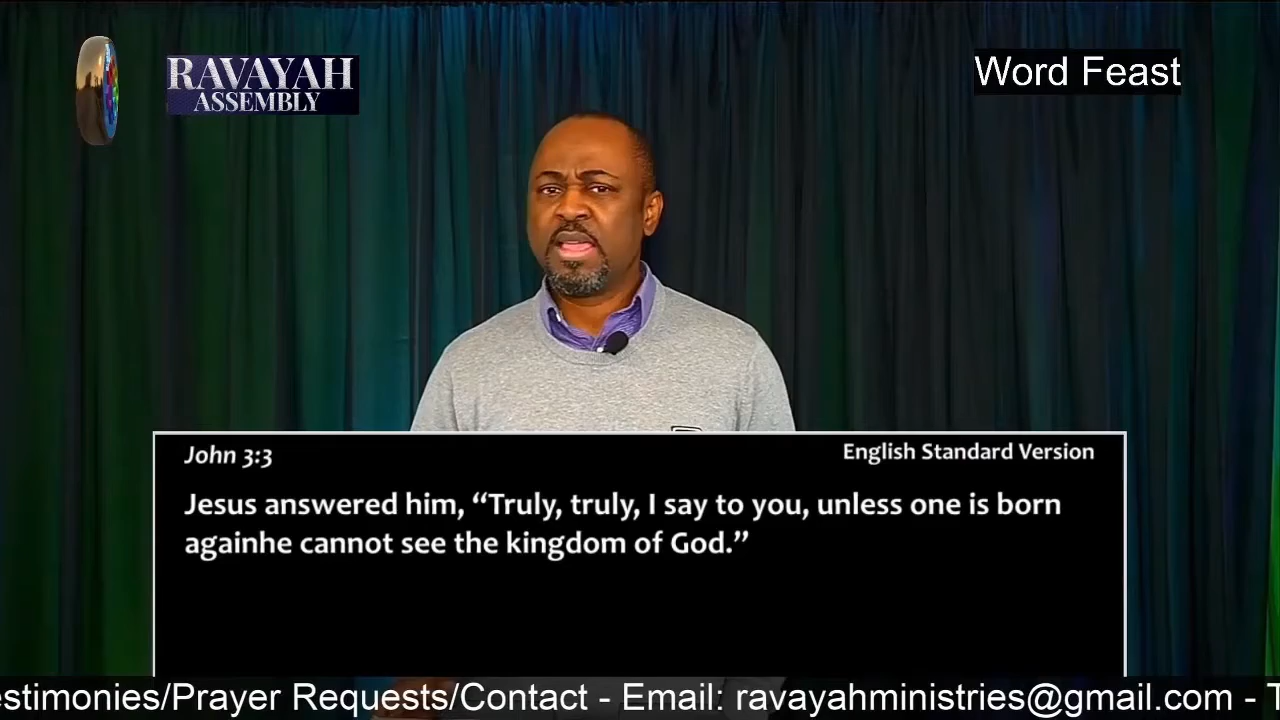 RAVAYAH
ASSEMBLY
Word Feast
John 3:3
English Standard Version
Jesus answered him, “Truly, truly, I say to you, unless one is born
againhe cannot see the kingdom of God.”
estimonies/Prayer Requests/Contact - Email: ravayahministries@gmail.com - T